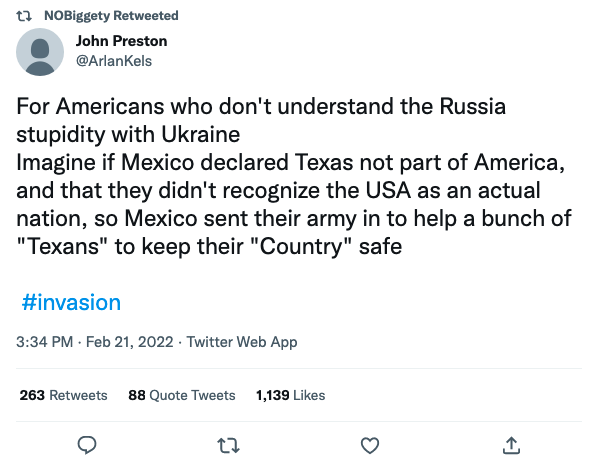 NOBiggety Retweeted
John Preston
@ArlanKels
For Americans who don't understand the Russia
stupidity with Ukraine
Imagine if Mexico declared Texas not part of America,
and that they didn't recognize the USA as an actual
nation, so Mexico sent their army in to help a bunch of
"Texans" to keep their "Country" safe
#invasion
3:34 PM · Feb 21, 2022 · Twitter Web App
263 Retweets 88 Quote Tweets 1,139 Likes